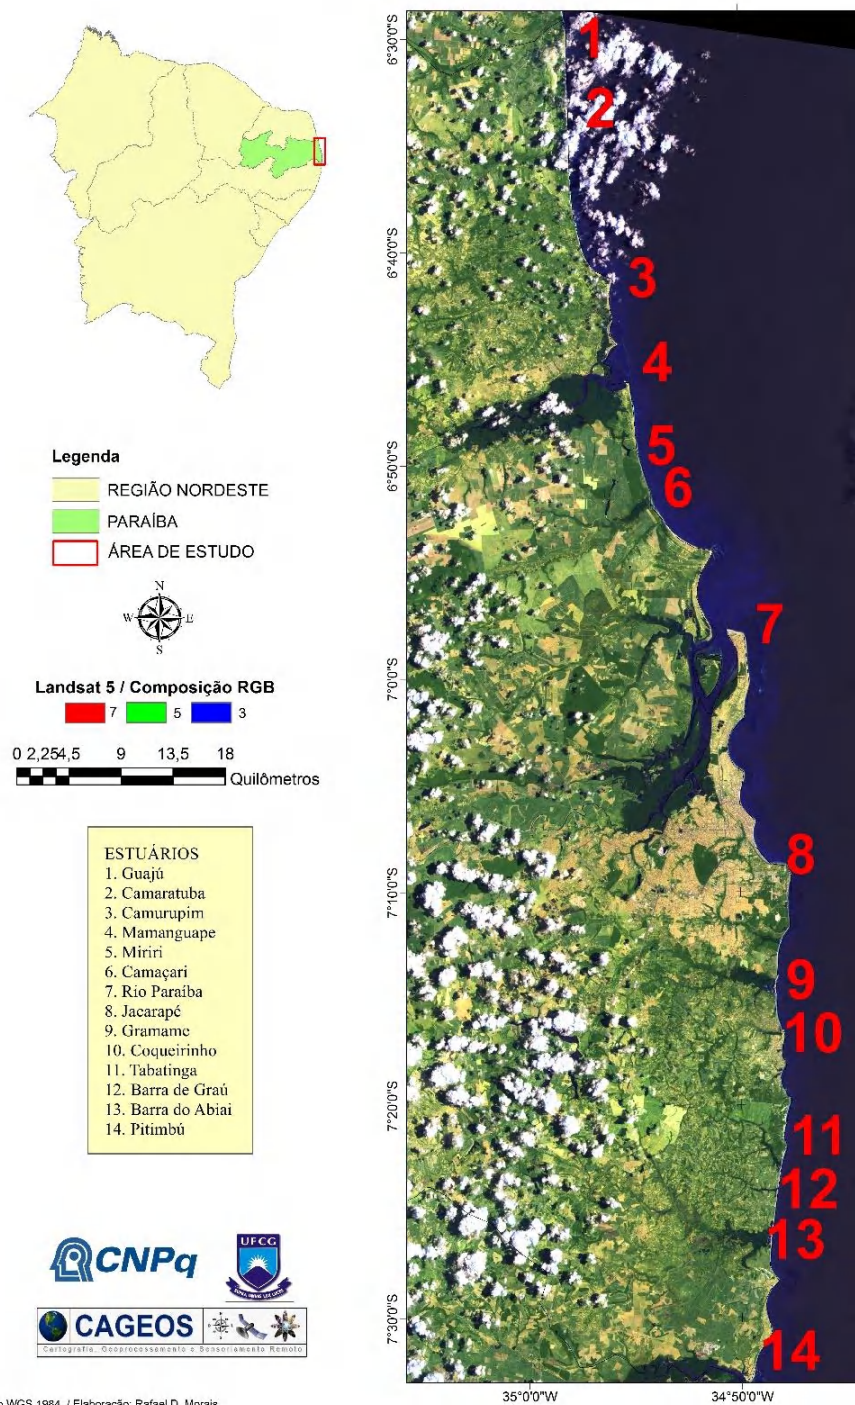 Legenda
REGIÃO NORDESTE
PARAÍBA
ÁREA DE ESTUDO
N
W E
S
Landsat 5 / Composição RGB
7 5 3
0 2,254,5 9 13,5 18
Quilômetros
ESTUÁRIOS
1. Guajú
2. Camaratuba
3. Camurupim
4. Mamanguape
5. Miriri
6. Camaçari
7. Rio Paraíba
8. Jacarapé
9. Gramame
10. Coqueirinho
11. Tabatinga
12. Barra de Graú
13. Barra do Abiai
14. Pitimbú
CNPq
UFCG
CAGEOS
Cartografia, Geoprocessamento e Sensoriamento Remoto
WGS 1984 / Elaboração: Rafael D. Morais
6°30'0"S
6°40'0"S
6°50'0"S
7°0'0"S
7°10'0"S
7°20'0"S
7°30'0"S
1
2
3
4
5
6
7
8
9
10
11
12
13
14
35°0'0"W 34°50'0"W